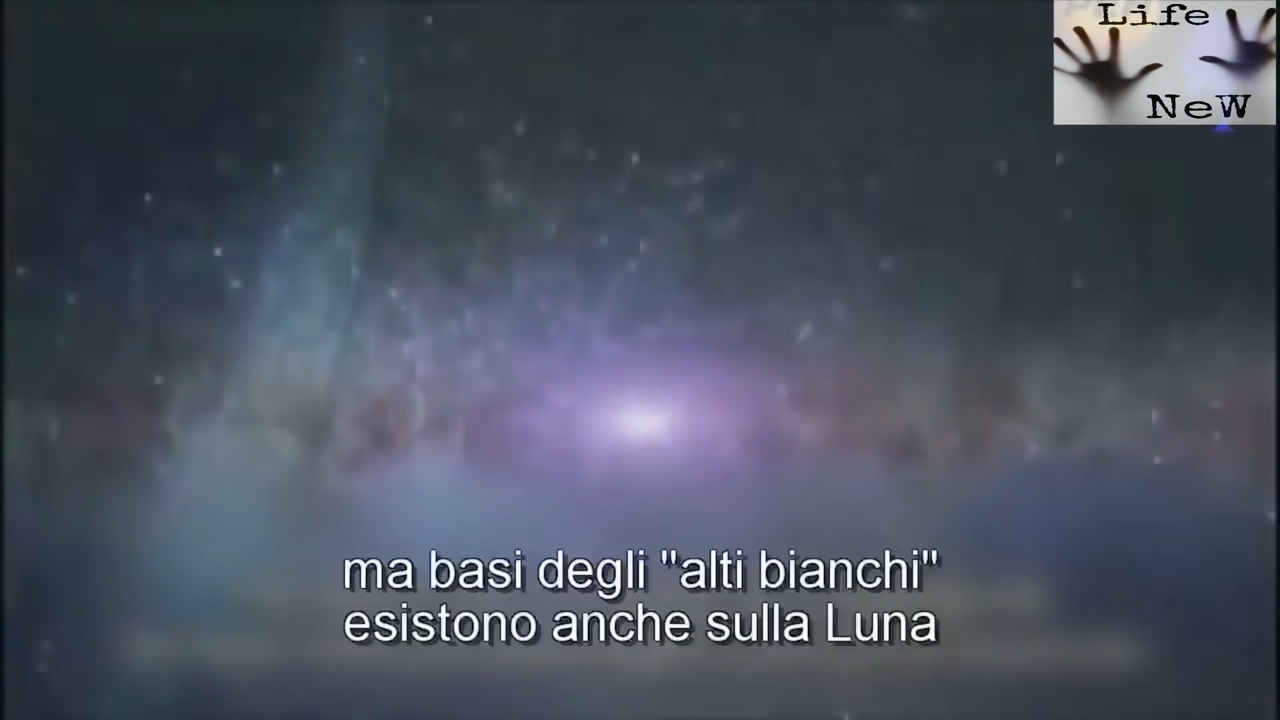 Life
NeW
ma basi degli "alti bianchi"
esistono anche sulla Luna